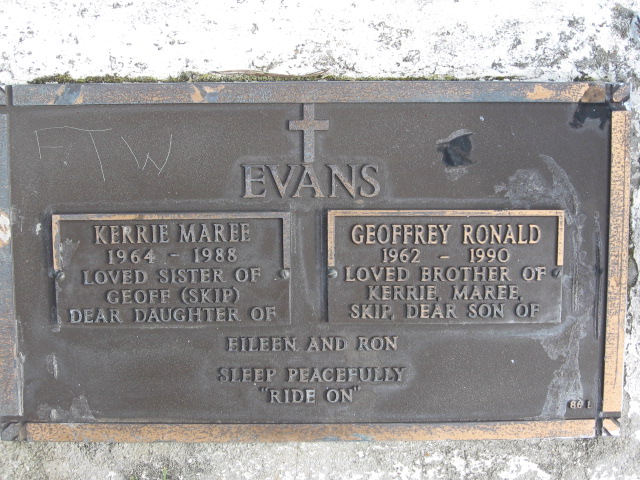 FTW
EVANS
KERRIE MAREE
1964 - 1988
LOVED SISTER OF
GEOFF (SKIP)
DEAR DAUGHTER OF
GEOFFREY RONALD
1962 - 1990
LOVED BROTHER OF
KERRIE, MAREE,
SKIP, DEAR SON OF
EILEEN AND RON
SLEEP PEACEFULLY
"RIDE ON"